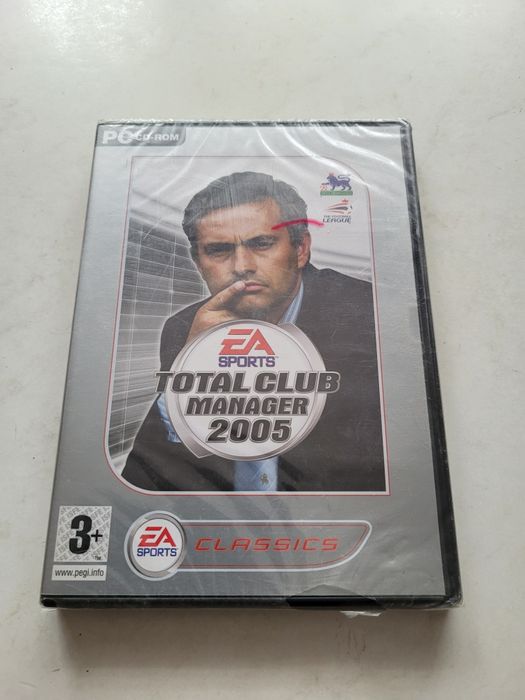 PC CD-ROM
THE FOOTBALL
LEAGUE
EA
SPORTS
TOTAL CLUB
MANAGER
2005
3+
www.pegi.info
EA
SPORTS
CLASSICS